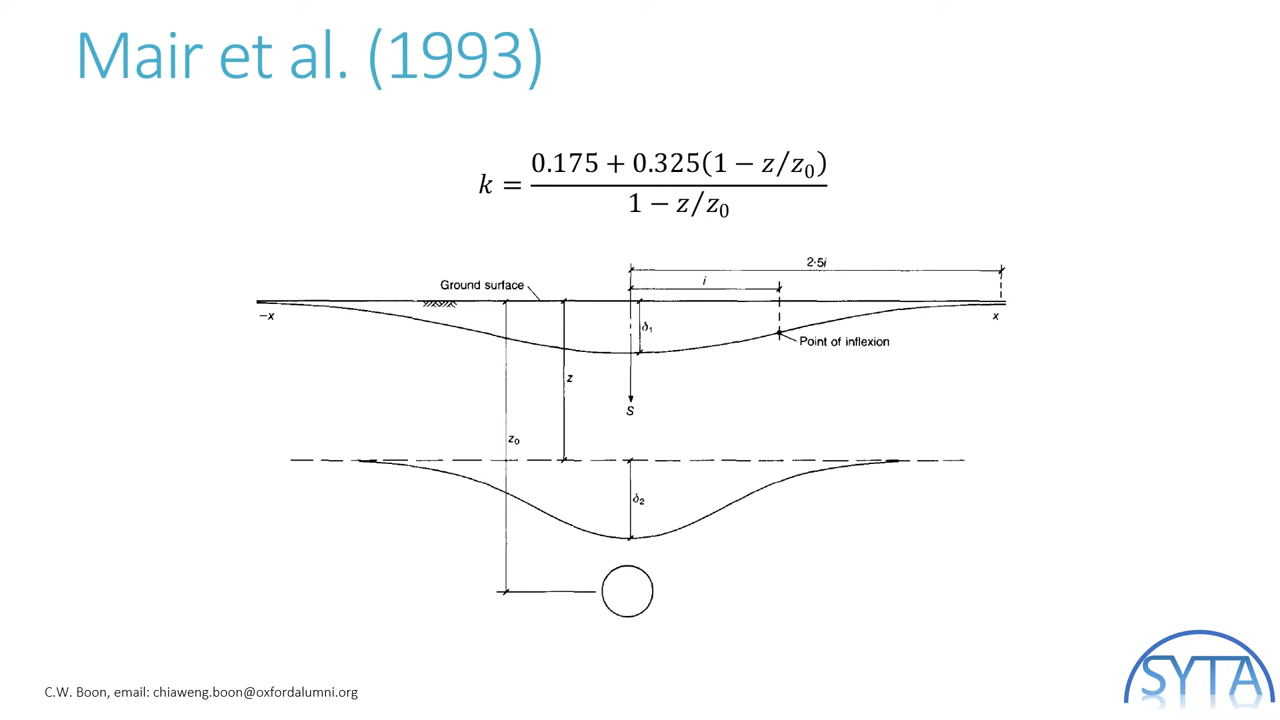 Mair et al. (1993)
k = \frac{0.175 + 0.325(1 − z/z₀)}{1 − z/z₀}
2·5i
i
Ground surface
−x
δ₁
x
Point of inflexion
z
S
z₀
δ₂
C.W. Boon, email: chiaweng.boon@oxfordalumni.org
SYTA